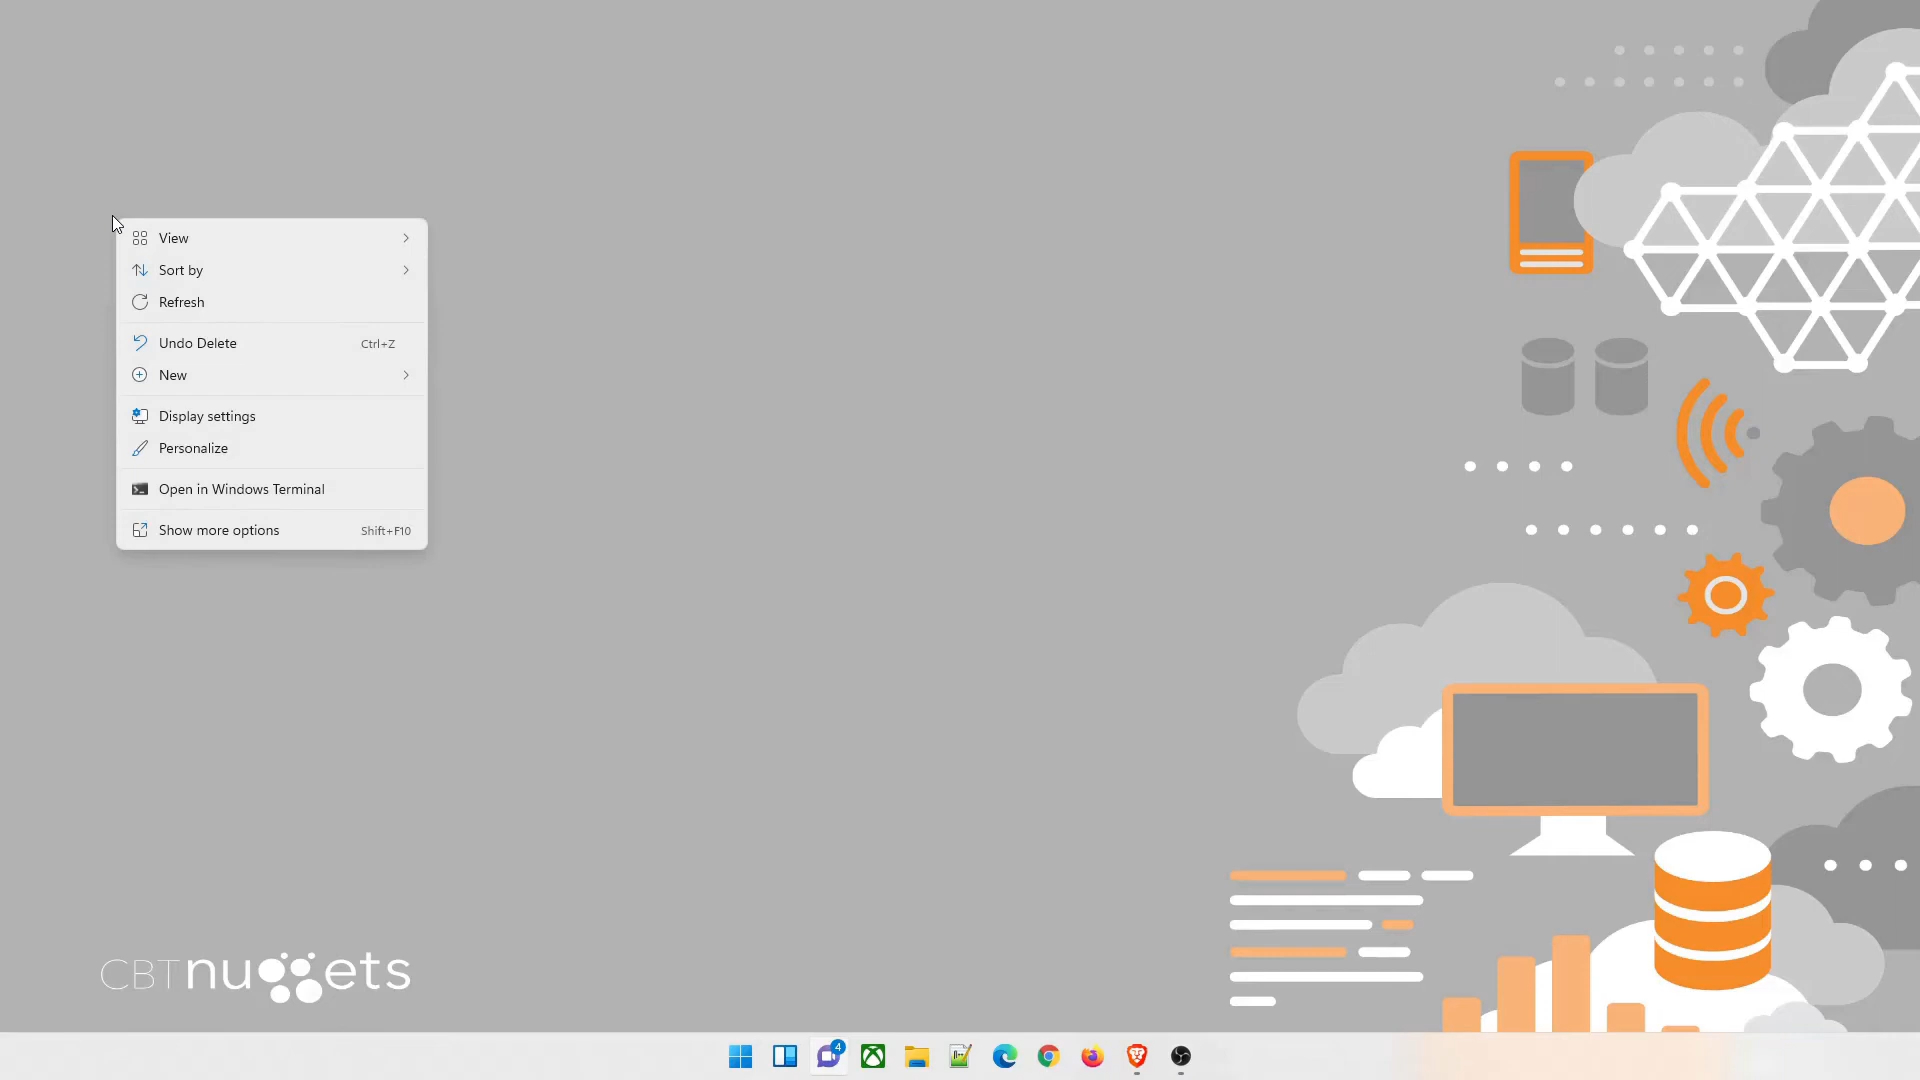 View
Sort by
Refresh
Undo Delete Ctrl+Z
New
Display settings
Personalize
Open in Windows Terminal
Show more options Shift+F10
CBTnuggets
4